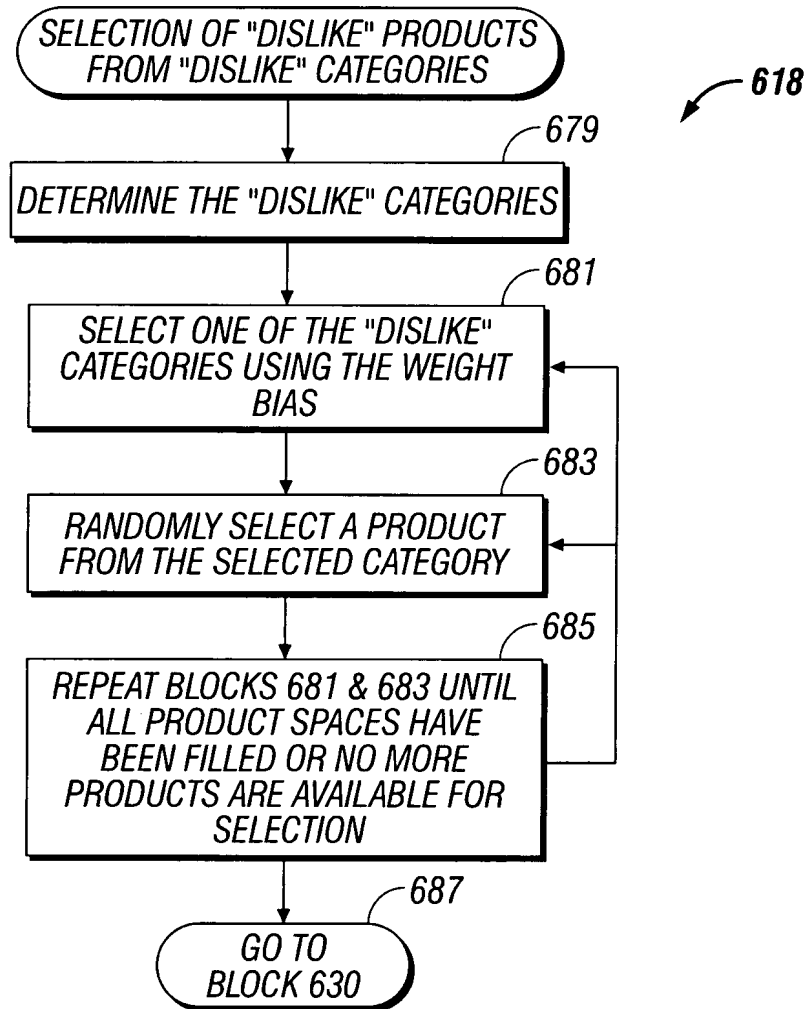 SELECTION OF "DISLIKE" PRODUCTS
FROM "DISLIKE" CATEGORIES
618
679
DETERMINE THE "DISLIKE" CATEGORIES
681
SELECT ONE OF THE "DISLIKE"
CATEGORIES USING THE WEIGHT
BIAS
683
RANDOMLY SELECT A PRODUCT
FROM THE SELECTED CATEGORY
685
REPEAT BLOCKS 681 & 683 UNTIL
ALL PRODUCT SPACES HAVE
BEEN FILLED OR NO MORE
PRODUCTS ARE AVAILABLE FOR
SELECTION
687
GO TO
BLOCK 630